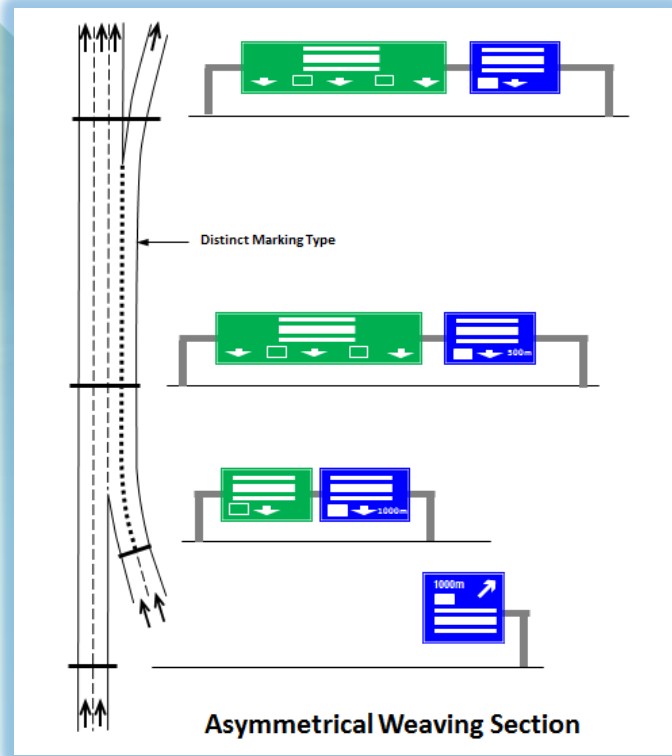 Distinct Marking Type
500m
1000m
1000m
Asymmetrical Weaving Section